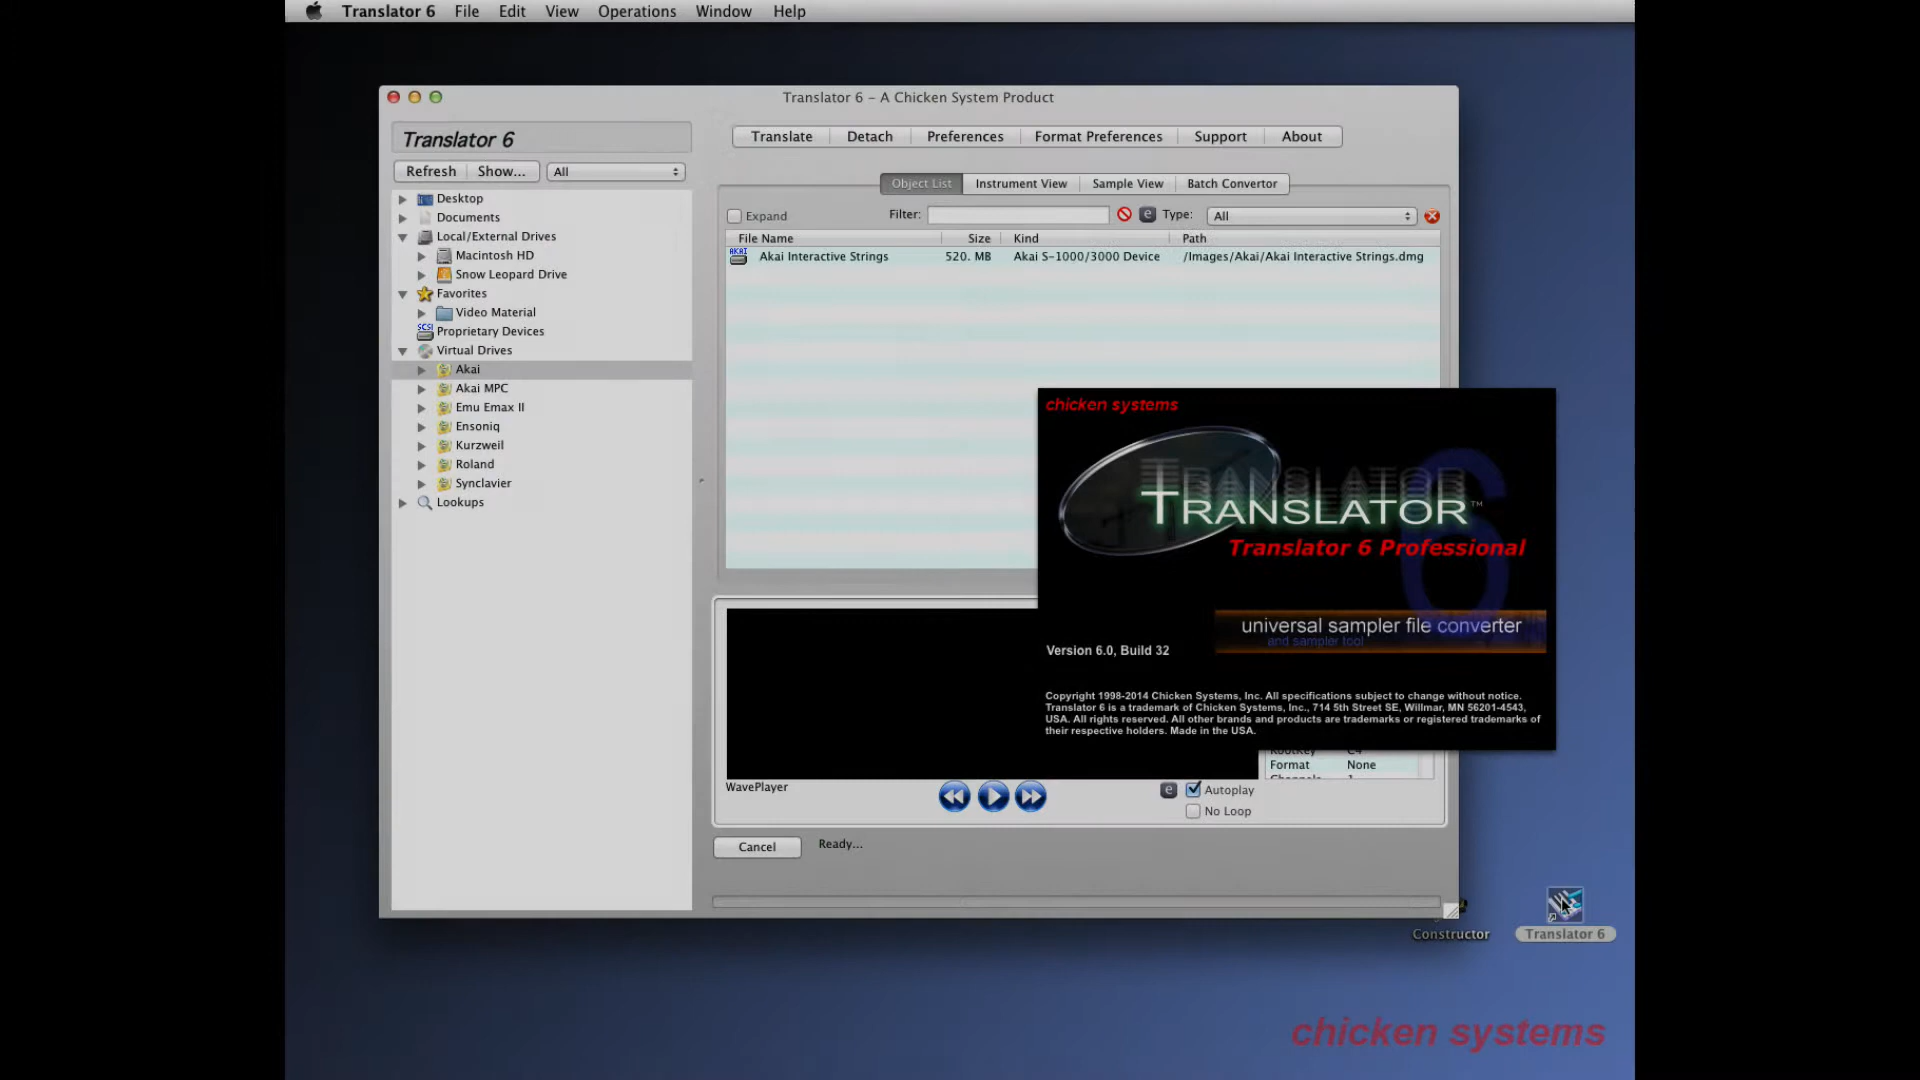 Translator 6 File Edit View Operations Window Help
Translator 6 – A Chicken System Product
Translator 6
Translate Detach Preferences Format Preferences Support About
Refresh Show... All
Object List Instrument View Sample View Batch Convertor
Expand Filter: e Type: All
File Name Size Kind Path
AKAI Akai Interactive Strings 520. MB Akai S-1000/3000 Device /Images/Akai/Akai Interactive Strings.dmg
Desktop
Documents
Local/External Drives
Macintosh HD
Snow Leopard Drive
Favorites
Video Material
SCSI Proprietary Devices
Virtual Drives
Akai
Akai MPC
Emu Emax II
Ensoniq
Kurzweil
Roland
Synclavier
Lookups
chicken systems
TRANSLATOR
TRANSLATOR™
6
Translator 6 Professional
universal sampler file converter
and sampler tool
Version 6.0, Build 32
Copyright 1998-2014 Chicken Systems, Inc. All specifications subject to change without notice.
Translator 6 is a trademark of Chicken Systems, Inc., 714 5th Street SE, Willmar, MN 56201-4543,
USA. All rights reserved. All other brands and products are trademarks or registered trademarks of
their respective holders. Made in the USA.
Format None
WavePlayer
e Autoplay
No Loop
Cancel Ready...
Constructor
Translator 6
chicken systems